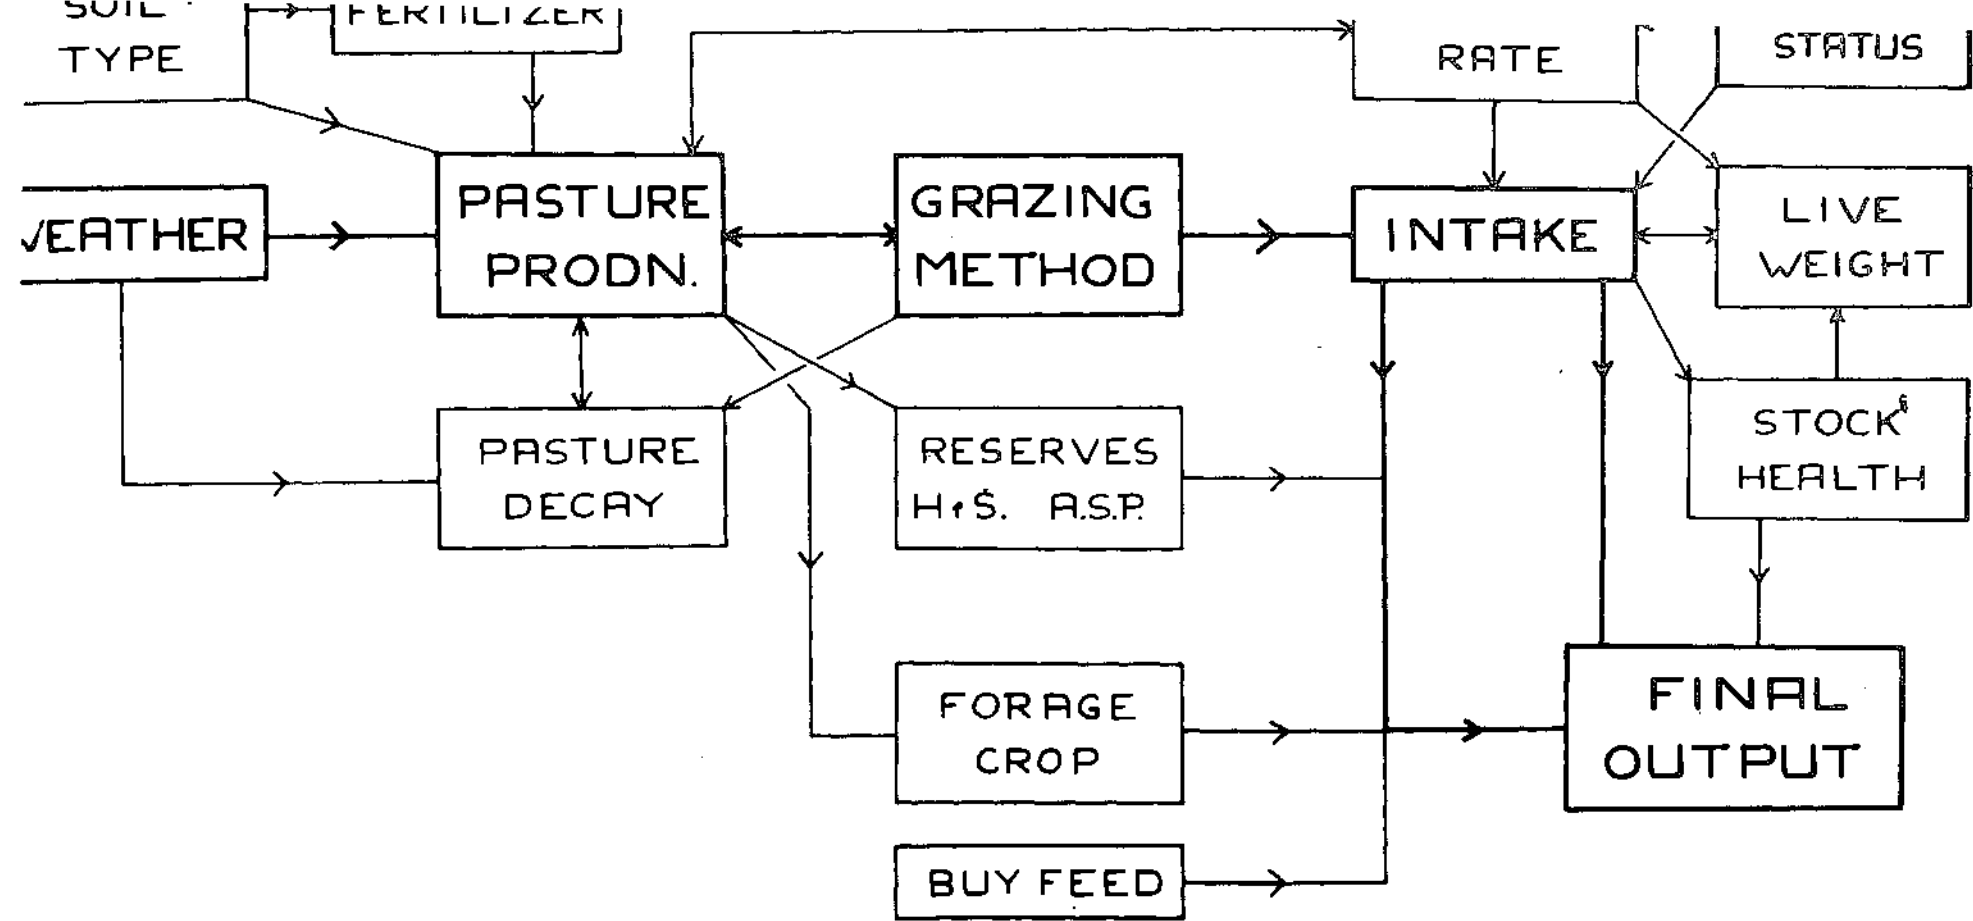 SOIL
TYPE
FERTILIZER
RATE
STATUS
WEATHER
PASTURE
PRODN.
GRAZING
METHOD
INTAKE
LIVE
WEIGHT
PASTURE
DECAY
RESERVES
H & S. A.S.P.
STOCK
HEALTH
FORAGE
CROP
FINAL
OUTPUT
BUY FEED